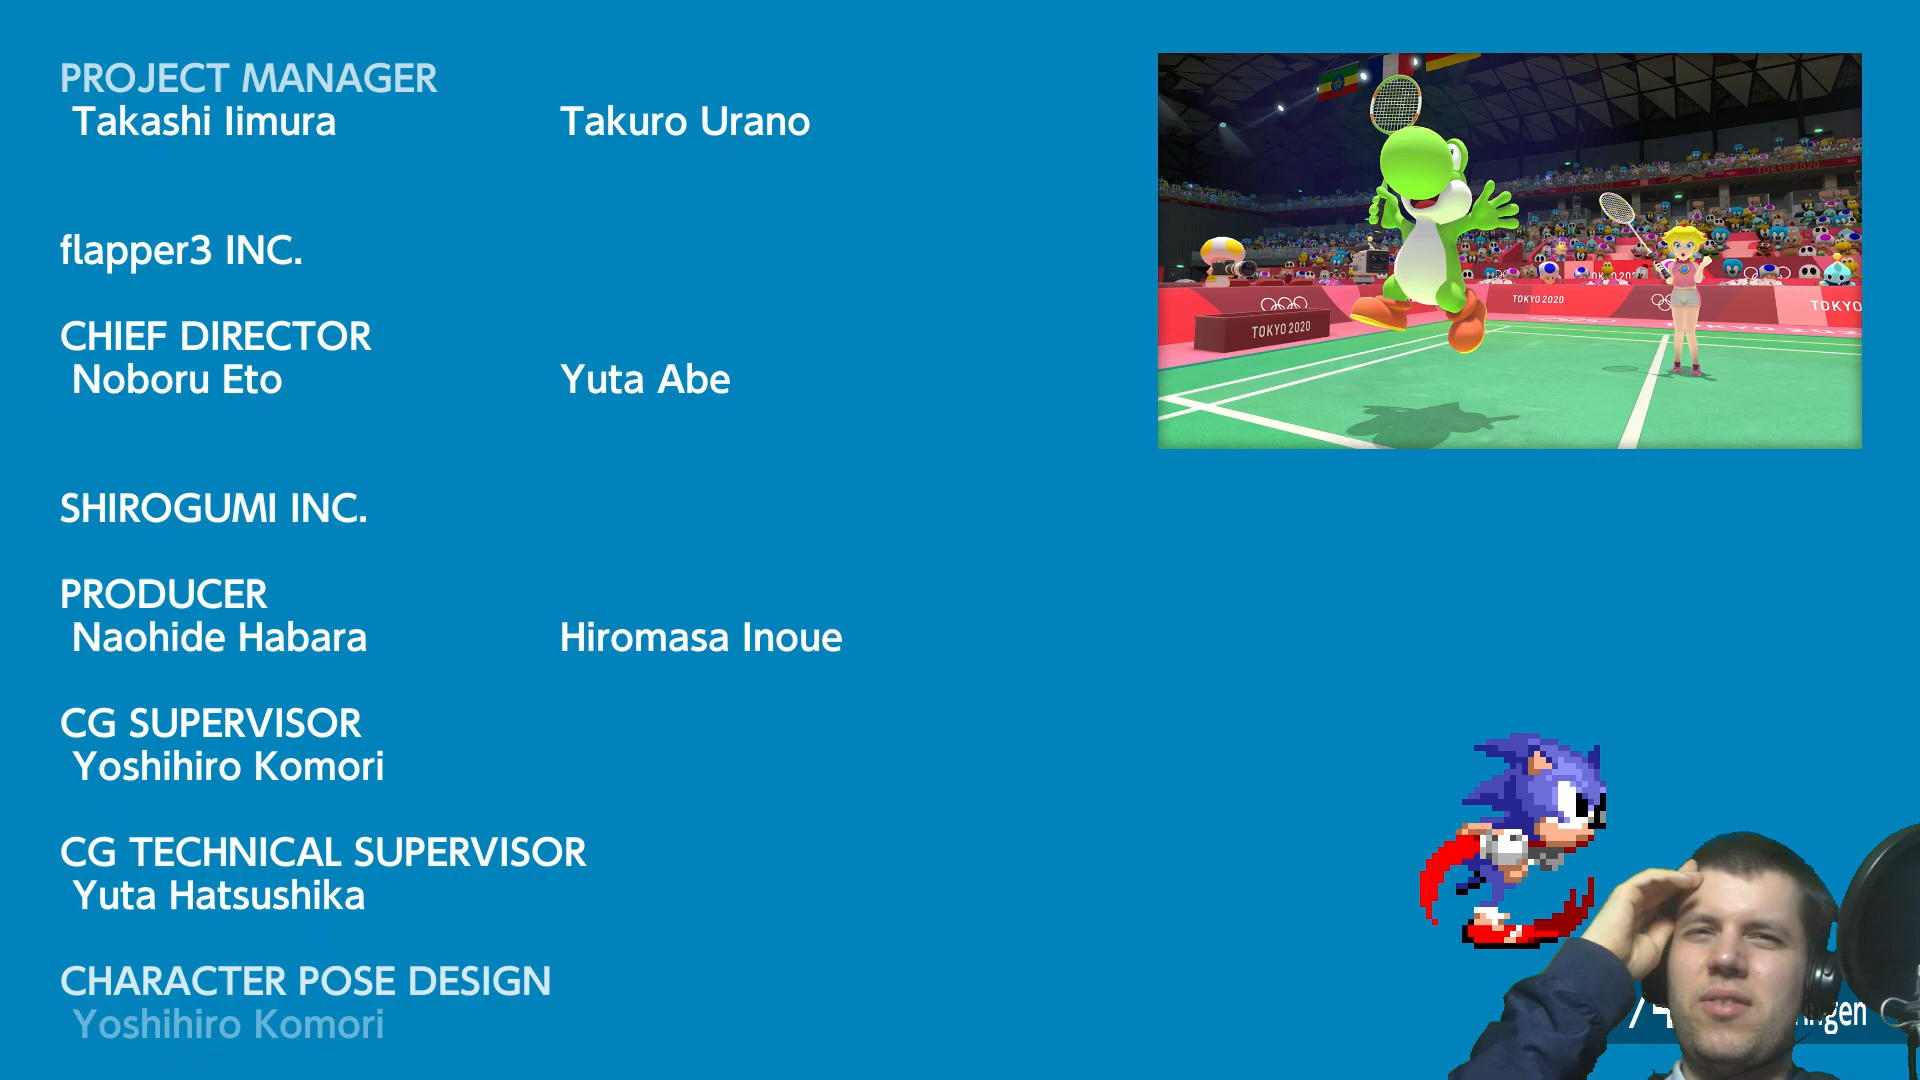 PROJECT MANAGER
Takashi Iimura Takuro Urano
flapper3 INC.
CHIEF DIRECTOR
Noboru Eto Yuta Abe
SHIROGUMI INC.
PRODUCER
Naohide Habara Hiromasa Inoue
CG SUPERVISOR
Yoshihiro Komori
CG TECHNICAL SUPERVISOR
Yuta Hatsushika
CHARACTER POSE DESIGN
Yoshihiro Komori
TOKYO 2020
TOKYO 2020
TOKYO 2020
TOKYO